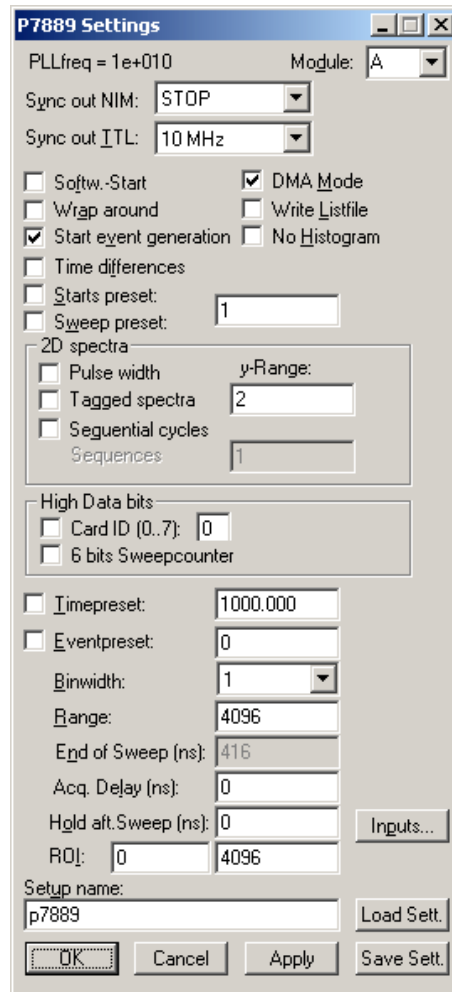 P7889 Settings
PLLfreq = 1e+010 Module: A
Sync out NIM: STOP
Sync out TTL: 10 MHz
Softw.-Start DMA Mode
Wrap around Write Listfile
Start event generation No Histogram
Time differences
Starts preset:
Sweep preset: 1
2D spectra
Pulse width y-Range:
Tagged spectra 2
Sequential cycles
Sequences 1
High Data bits
Card ID (0..7): 0
6 bits Sweepcounter
Timepreset: 1000.000
Eventpreset: 0
Binwidth: 1
Range: 4096
End of Sweep (ns): 416
Acq. Delay (ns): 0
Hold aft.Sweep (ns): 0 Inputs...
ROI: 0 4096
Setup name:
p7889 Load Sett.
OK Cancel Apply Save Sett.